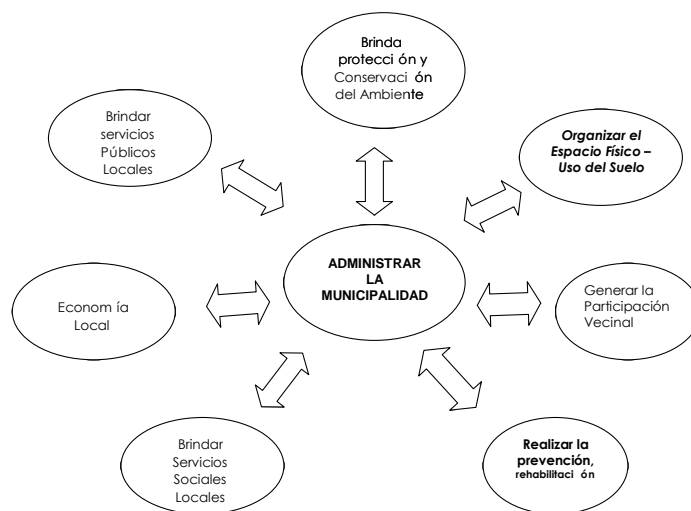 Brinda
protecci ón y
Conservaci ón
del Ambiente
Brindar
servicios
Públicos
Locales
Organizar el
Espacio Físico –
Uso del Suelo
ADMINISTRAR
LA
MUNICIPALIDAD
Econom ía
Local
Generar la
Participación
Vecinal
Brindar
Servicios
Sociales
Locales
Realizar la
prevención,
rehabilitaci ón